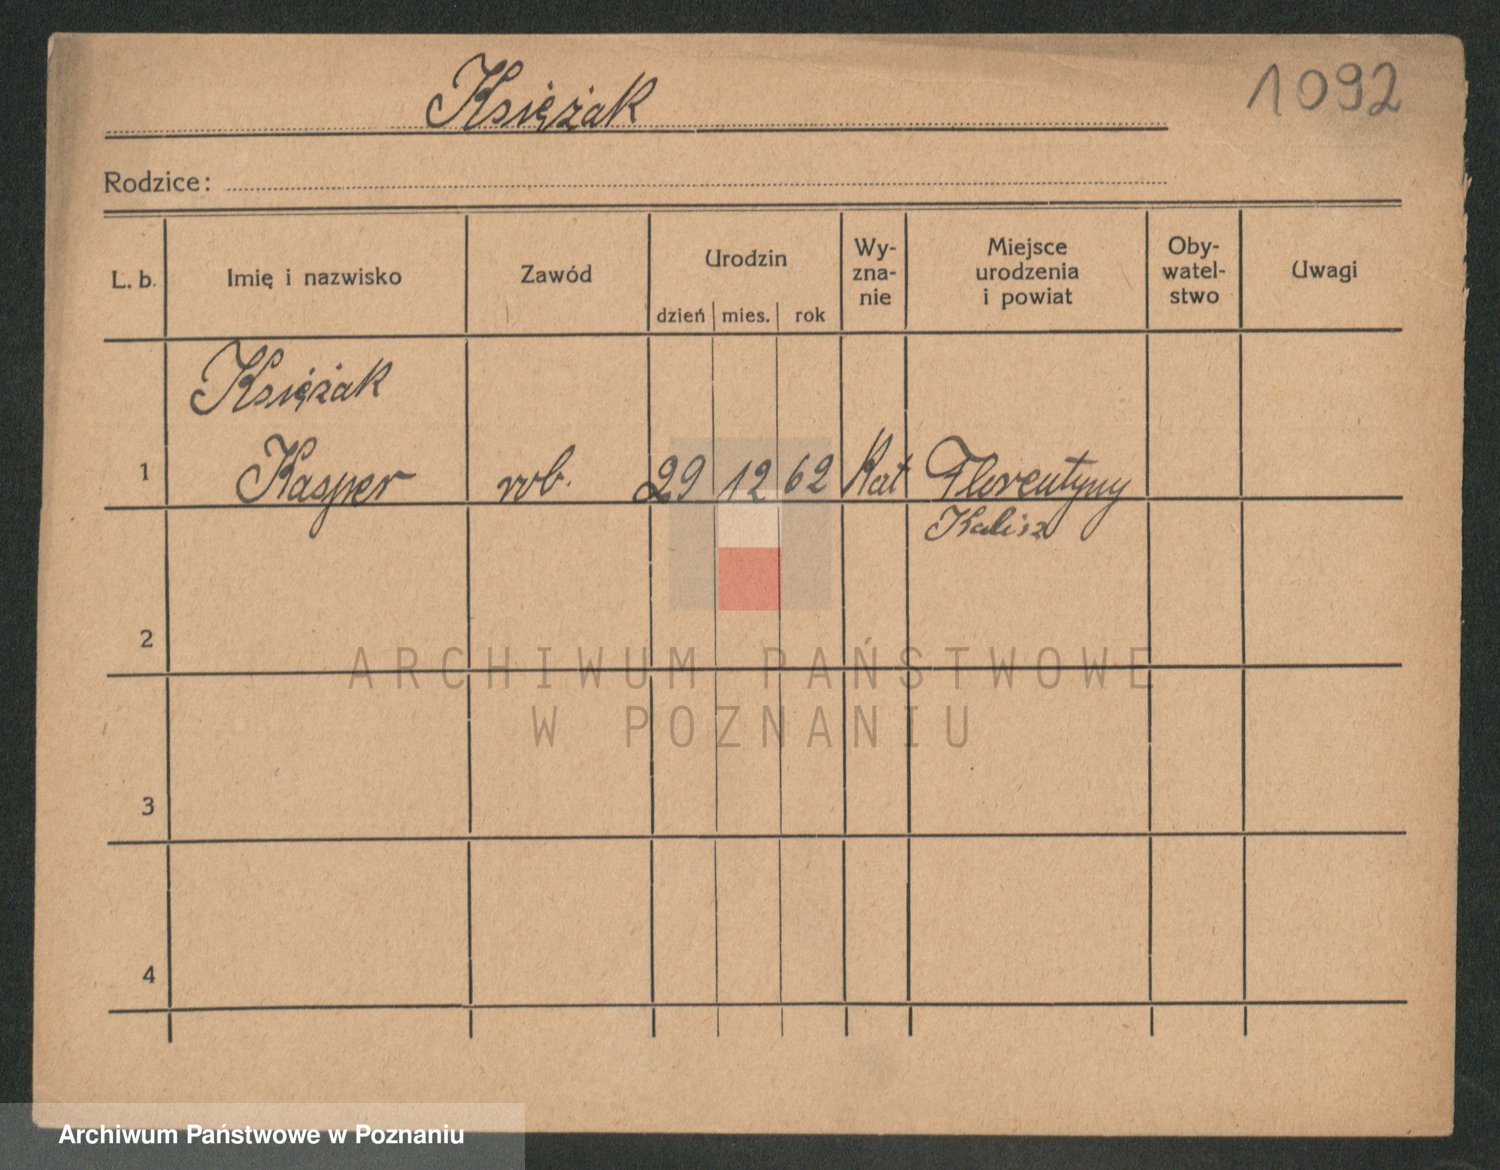 Księżak
1092
Rodzice:
L. b.
Imię i nazwisko
Zawód
Urodzin
dzień mies. rok
Wy-
zna-
nie
Miejsce
urodzenia
i powiat
Oby-
watel-
stwo
Uwagi
Księżak
1 Kasper rob. 29 12 62 Kat Florentyny
Kalisz
2
ARCHIWUM PAŃSTWOWE
W POZNANIU
3
4
Archiwum Państwowe w Poznaniu